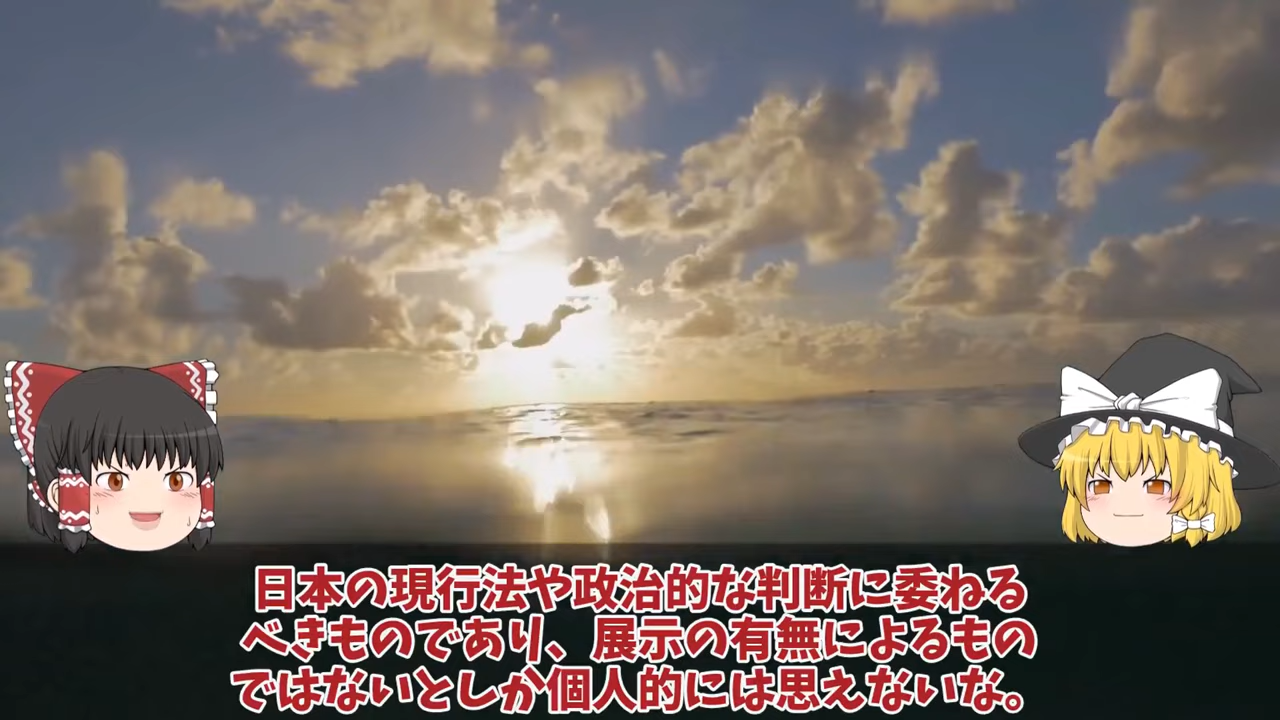 日本の現行法や政治的な判断に委ねる
べきものであり、展示の有無によるもの
ではないとしか個人的には思えないな。